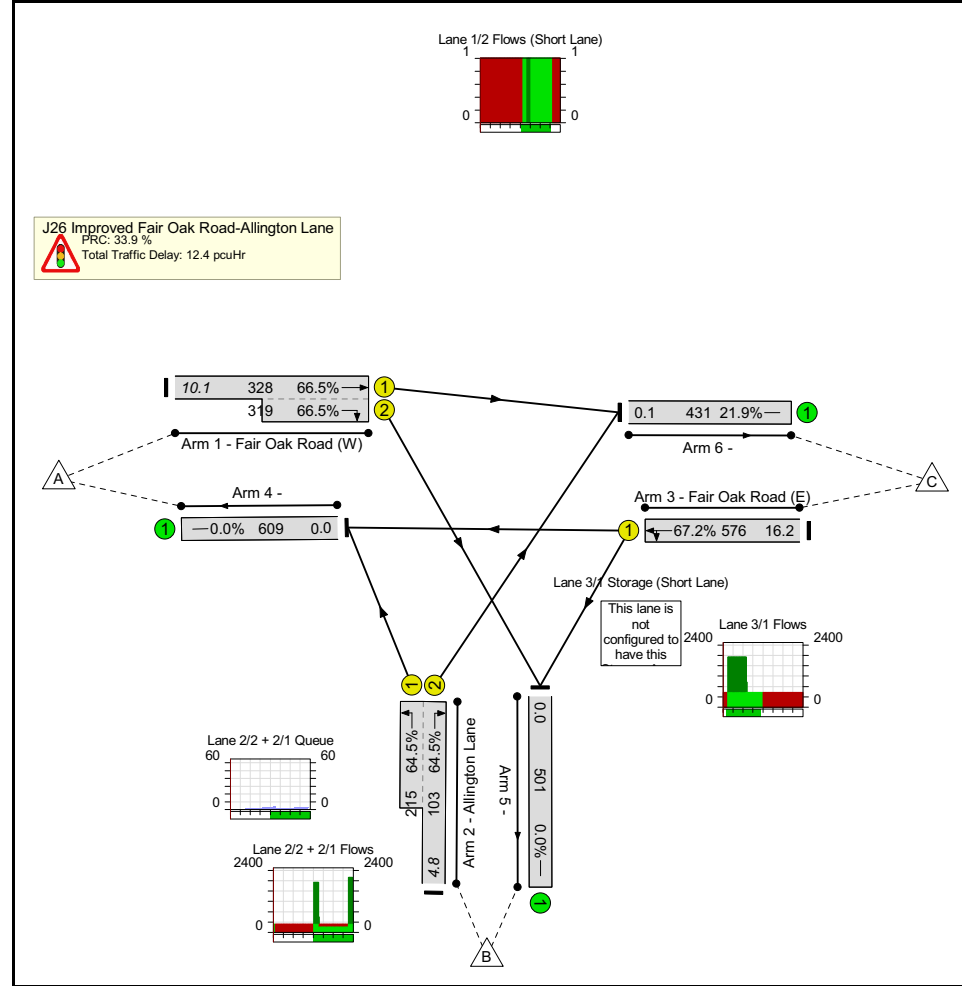 Lane 1/2 Flows (Short Lane)
1 1
0 0
J26 Improved Fair Oak Road-Allington Lane
PRC: 33.9 %
Total Traffic Delay: 12.4 pcuHr
10.1 328 66.5% 1
319 66.5% 2
Arm 1 - Fair Oak Road (W)
0.1 431 21.9% 1
Arm 6 -
A
C
Arm 4 -
1 0.0% 609 0.0
Arm 3 - Fair Oak Road (E)
1 67.2% 576 16.2
Lane 3/1 Storage (Short Lane)
This lane is
not
configured to
have this
Lane 3/1 Flows
2400 2400
0 0
1 2
64.5% 64.5%
215 103
4.8
Arm 2 - Allington Lane
Arm 5 -
0.0 501 0.0%
1
Lane 2/2 + 2/1 Queue
60 60
0 0
Lane 2/2 + 2/1 Flows
2400 2400
0 0
B